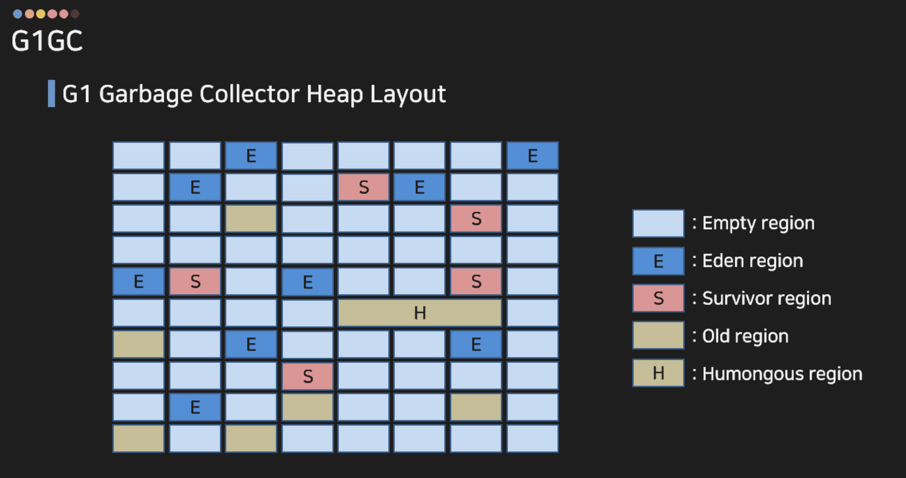 G1GC
G1 Garbage Collector Heap Layout
E E
E S E
S
E S E S
H
E E
S
E
: Empty region
E : Eden region
S : Survivor region
: Old region
H : Humongous region